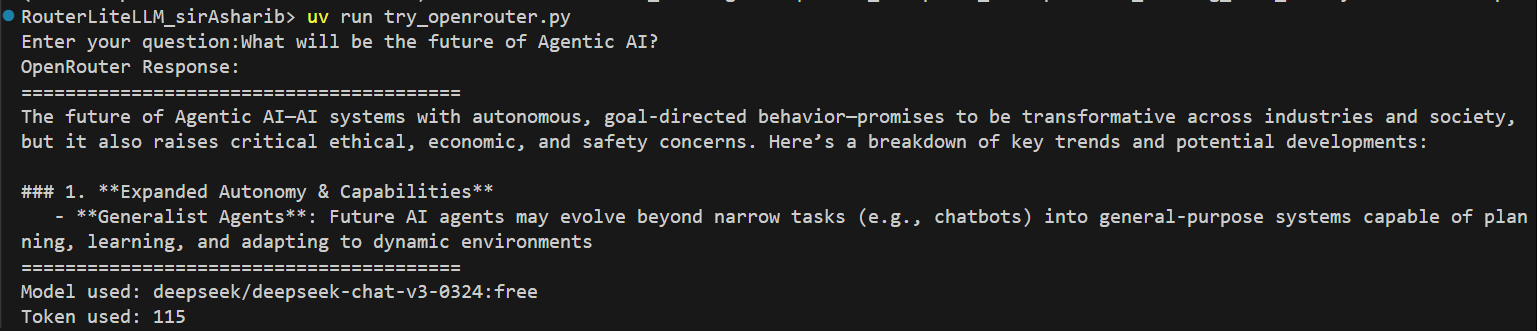 RouterLiteLLM_sirAsharib> uv run try_openrouter.py
Enter your question:What will be the future of Agentic AI?
OpenRouter Response:
========================================
The future of Agentic AI—AI systems with autonomous, goal-directed behavior—promises to be transformative across industries and society,
but it also raises critical ethical, economic, and safety concerns. Here’s a breakdown of key trends and potential developments:
### 1. **Expanded Autonomy & Capabilities**
- **Generalist Agents**: Future AI agents may evolve beyond narrow tasks (e.g., chatbots) into general-purpose systems capable of plan
ning, learning, and adapting to dynamic environments
========================================
Model used: deepseek/deepseek-chat-v3-0324:free
Token used: 115